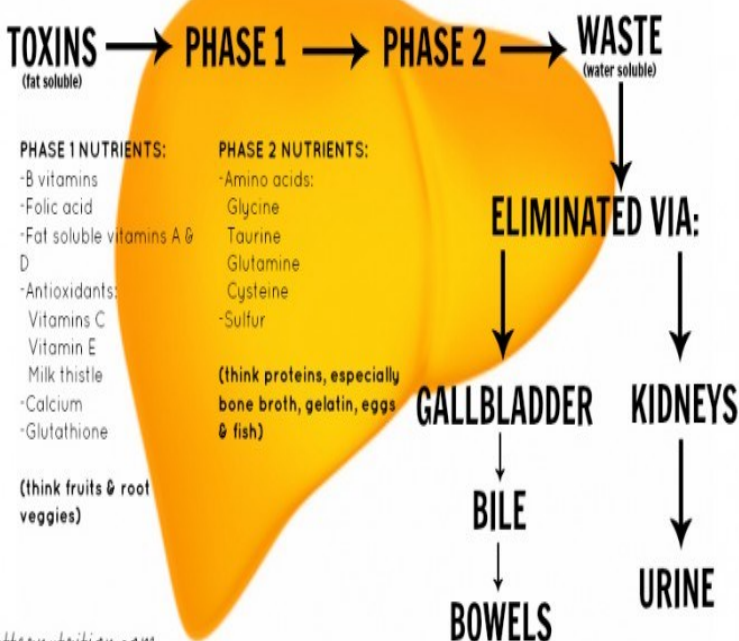 TOXINS → PHASE 1 → PHASE 2 → WASTE
(fat soluble)
(water soluble)
PHASE 1 NUTRIENTS:
-B vitamins
-Folic acid
-Fat soluble vitamins A &
D
-Antioxidants:
Vitamins C
Vitamin E
Milk thistle
-Calcium
-Glutathione
(think fruits & root
veggies)
PHASE 2 NUTRIENTS:
-Amino acids:
Glycine
Taurine
Glutamine
Cysteine
-Sulfur
(think proteins, especially
bone broth, gelatin, eggs
& fish)
ELIMINATED VIA:
GALLBLADDER
BILE
BOWELS
KIDNEYS
URINE